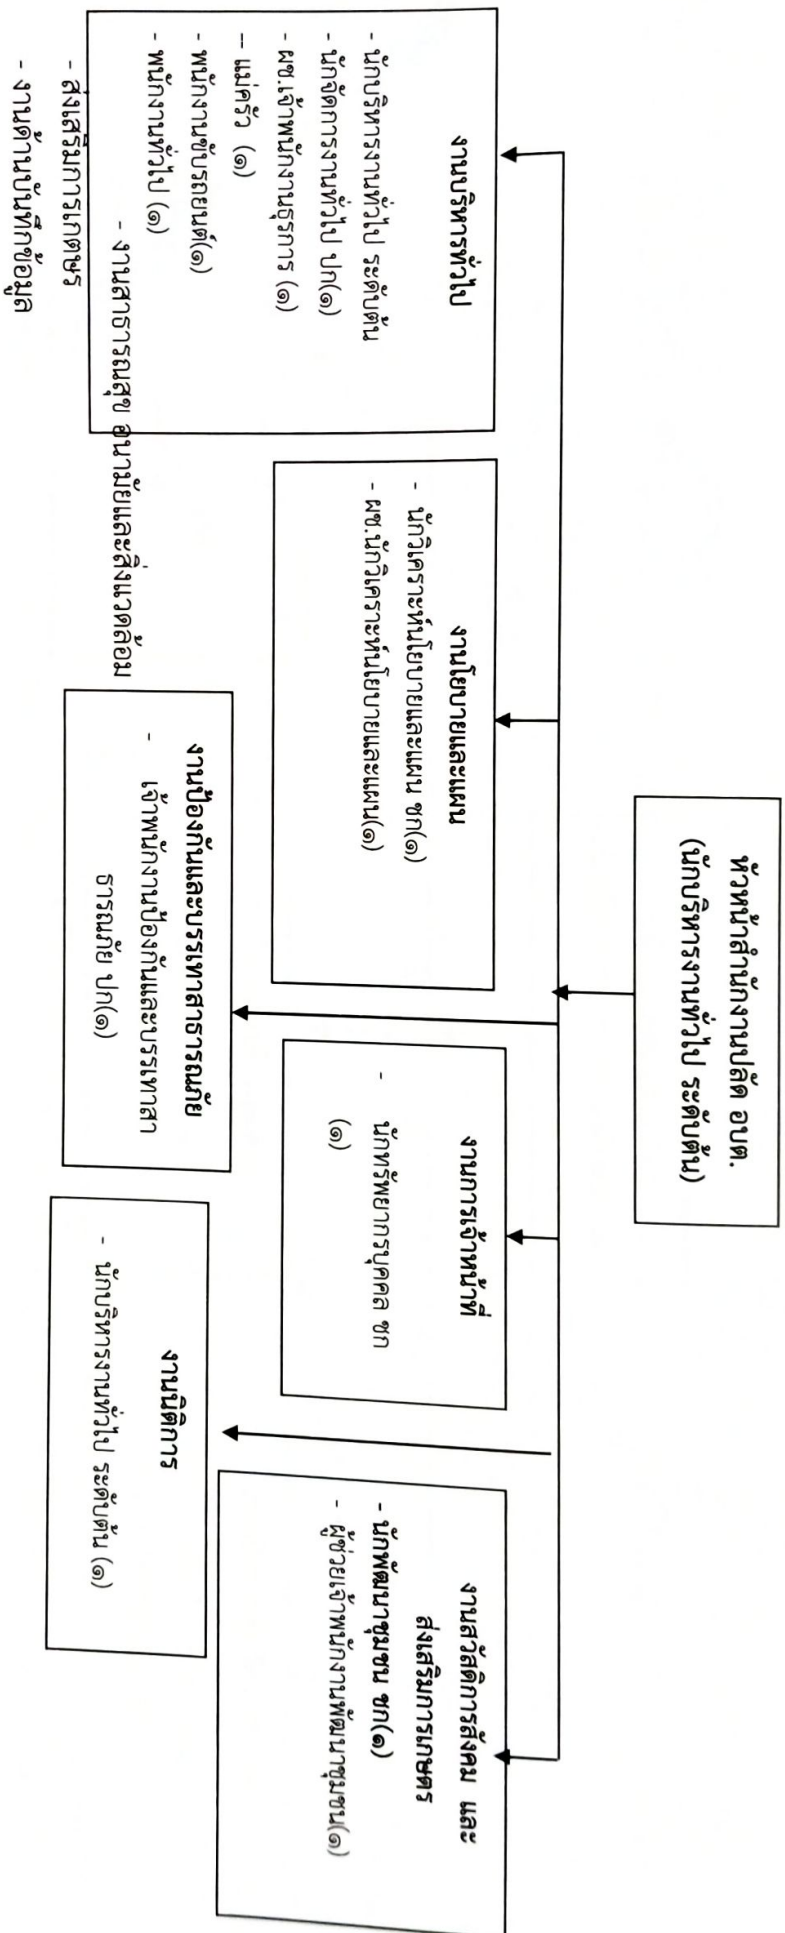 หัวหน้าสำนักงานปลัด อบต.
(นักบริหารงานทั่วไป ระดับต้น)
งานบริหารทั่วไป
- นักบริหารงานทั่วไป ระดับต้น
- นักจัดการงานทั่วไป ปก(๑)
- ผช.เจ้าพนักงานธุรการ (๑)
– แม่ครัว (๑)
- พนักงานขับรถยนต์(๑)
- พนักงานทั่วไป (๑)
- งานสาธารณสุข อนามัยและสิ่งแวดล้อม
- ส่งเสริมการเกษตร
- งานด้านบันทึกข้อมูล
งานโยบายและแผน
- นักวิเคราะห์นโยบายและแผน ชก(๑)
- ผช.นักวิเคราะห์นโยบายและแผน(๑)
งานป้องกันและบรรเทาสาธารณภัย
- เจ้าพนักงานป้องกันและบรรเทาสา
ธารณภัย ปก(๑)
งานการเจ้าหน้าที่
- นักทรัพยากรบุคคล ชก
(๑)
งานนิติการ
- นักบริหารงานทั่วไป ระดับต้น (๑)
งานสวัสดิการสังคม และ
ส่งเสริมการเกษตร
- นักพัฒนาชุมชน ชก(๑)
- ผู้ช่วยเจ้าพนักงานพัฒนาชุมชน(๑)